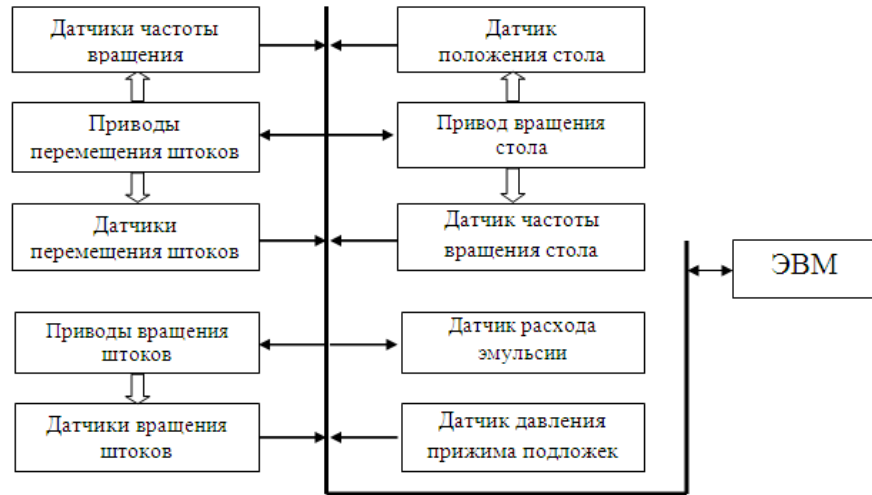 Датчики частоты
вращения
Датчик
положения стола
Приводы
перемещения штоков
Привод вращения
стола
Датчики
перемещения штоков
Датчик частоты
вращения стола
ЭВМ
Приводы вращения
штоков
Датчик расхода
эмульсии
Датчики вращения
штоков
Датчик давления
прижима подложек